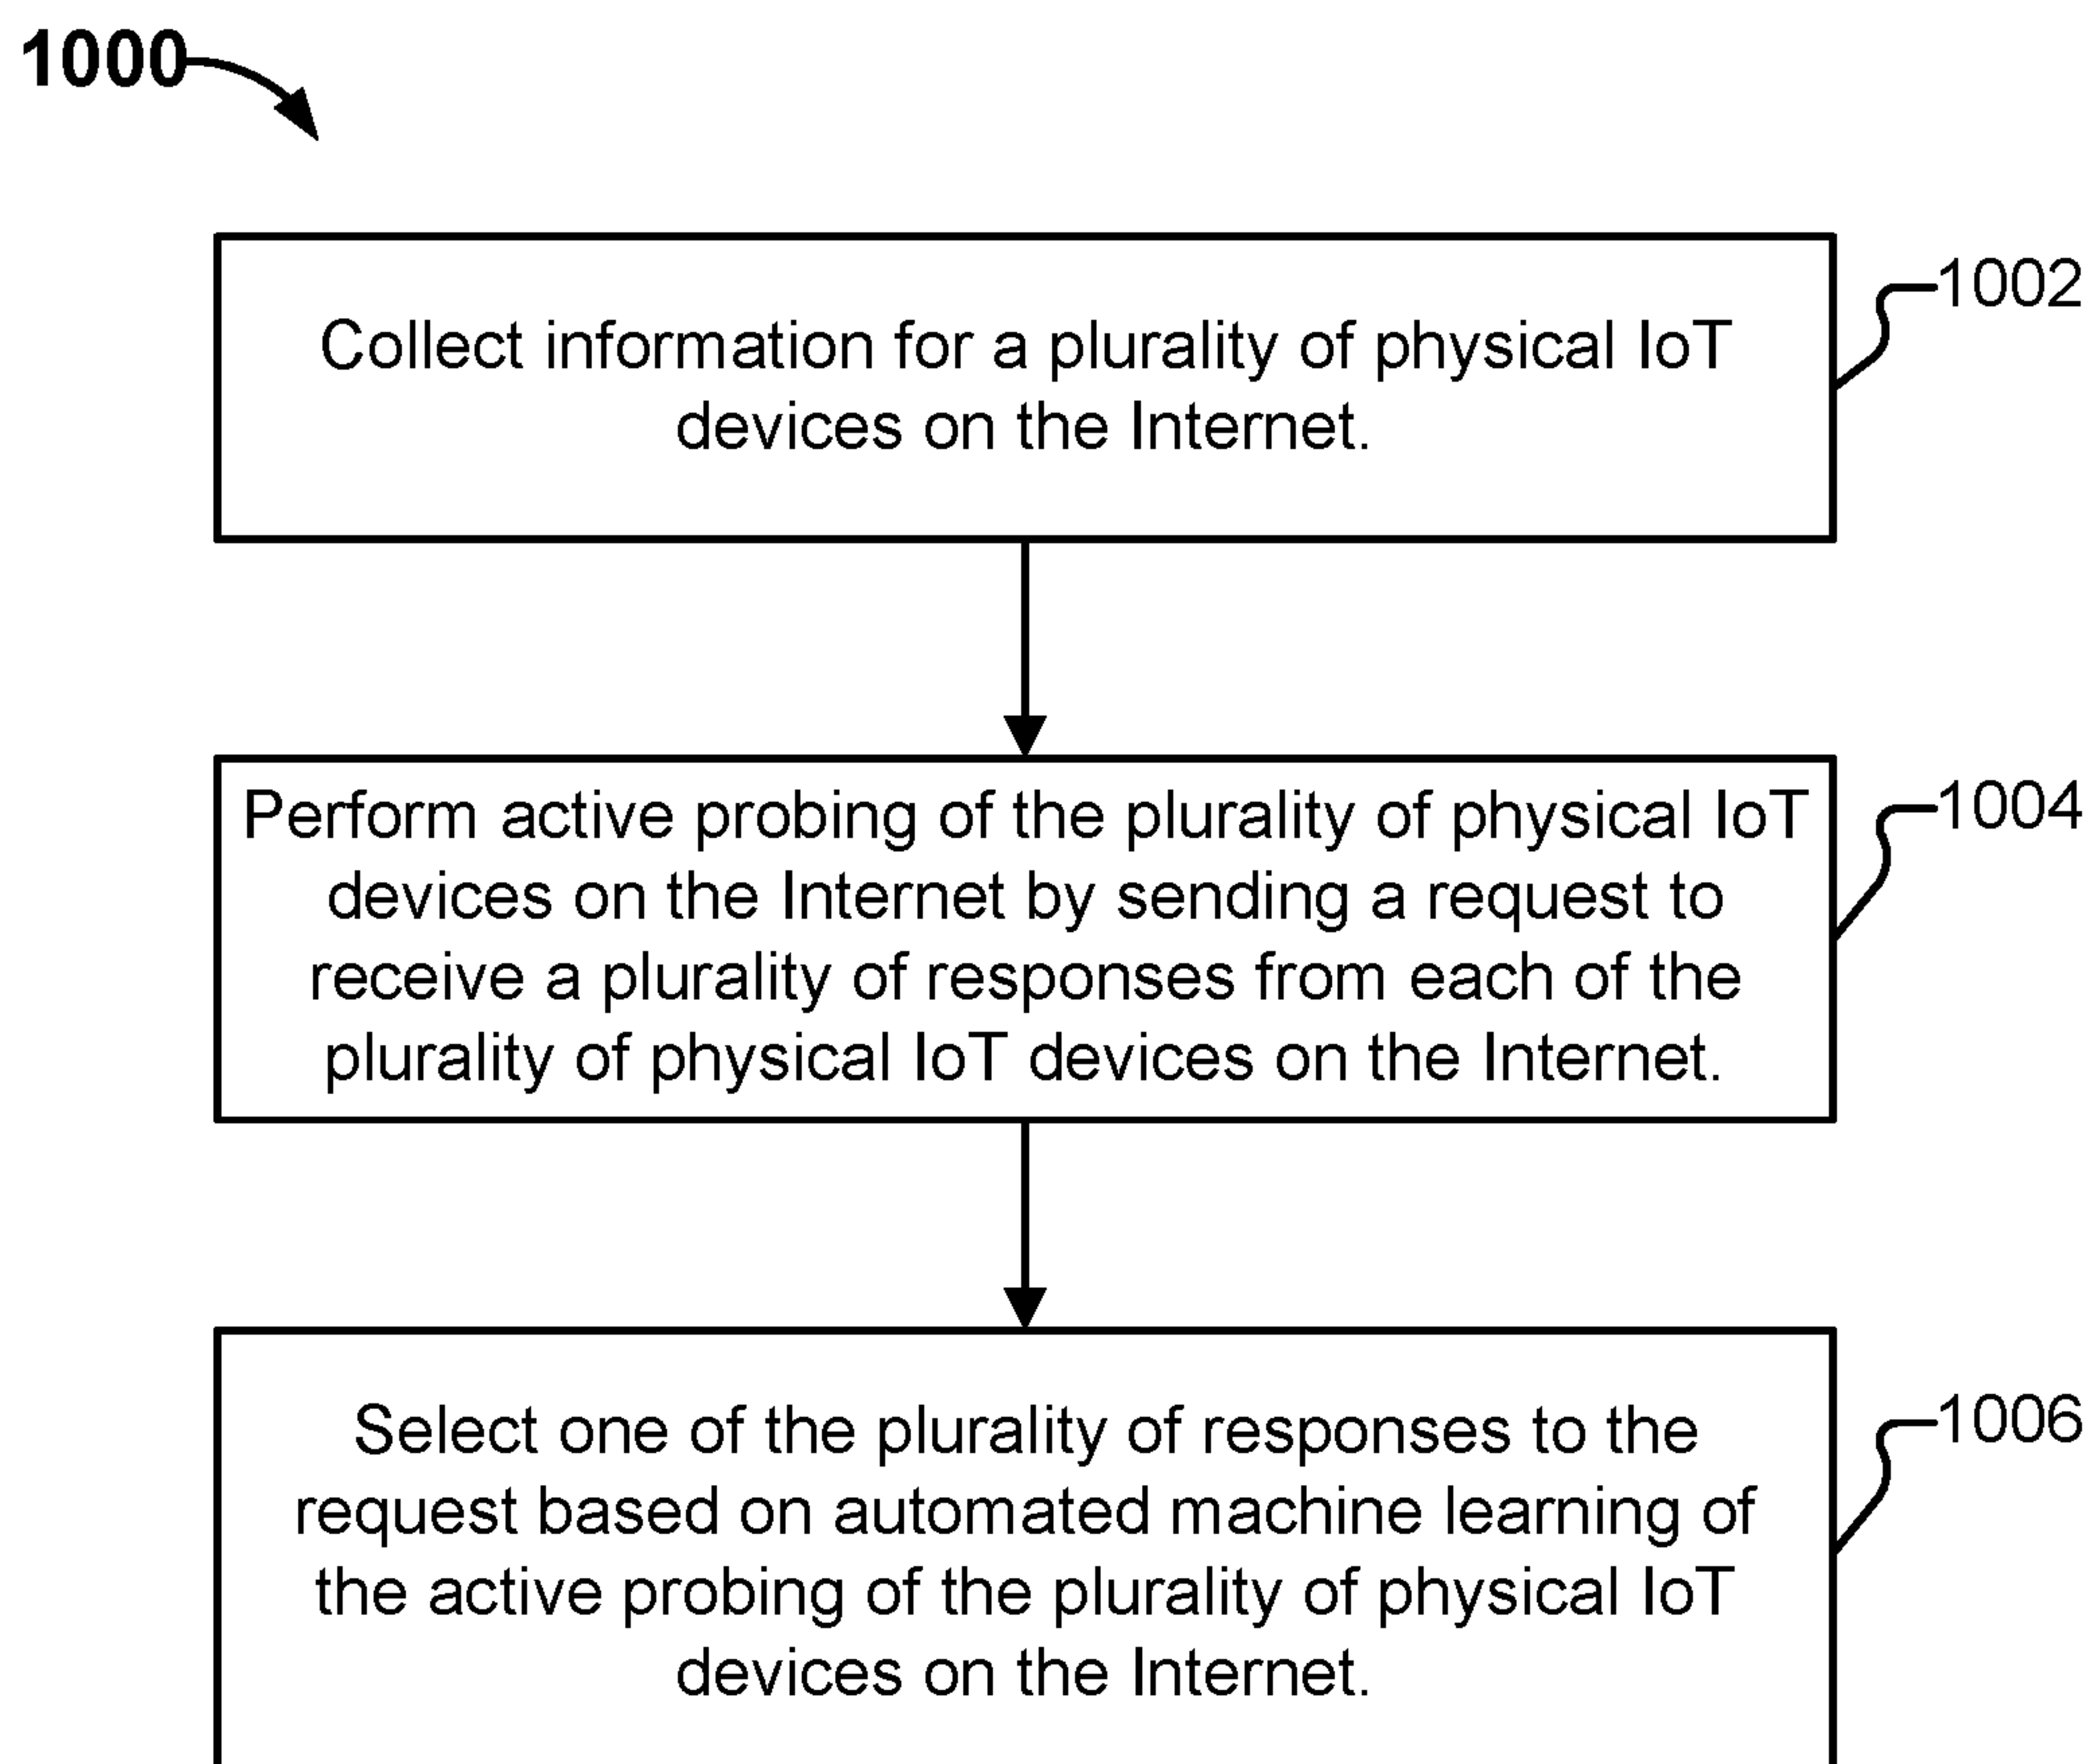 1000
Collect information for a plurality of physical IoT
devices on the Internet.
1002
Perform active probing of the plurality of physical IoT
devices on the Internet by sending a request to
receive a plurality of responses from each of the
plurality of physical IoT devices on the Internet.
1004
Select one of the plurality of responses to the
request based on automated machine learning of
the active probing of the plurality of physical IoT
devices on the Internet.
1006